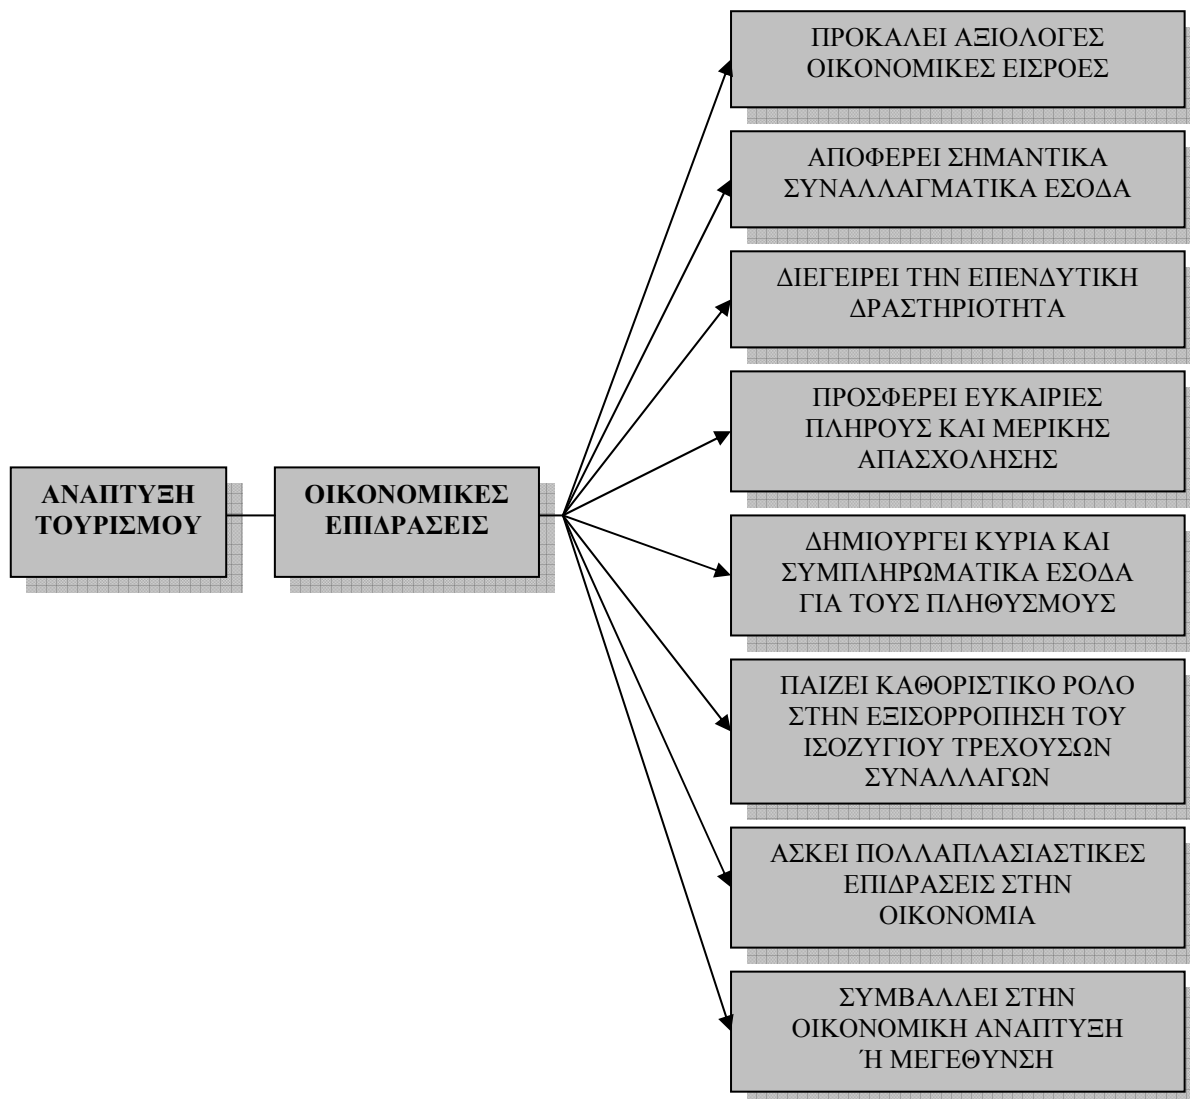 ΑΝΑΠΤΥΞΗ
ΤΟΥΡΙΣΜΟΥ
ΟΙΚΟΝΟΜΙΚΕΣ
ΕΠΙΔΡΑΣΕΙΣ
ΠΡΟΚΑΛΕΙ ΑΞΙΟΛΟΓΕΣ
ΟΙΚΟΝΟΜΙΚΕΣ ΕΙΣΡΟΕΣ
ΑΠΟΦΕΡΕΙ ΣΗΜΑΝΤΙΚΑ
ΣΥΝΑΛΛΑΓΜΑΤΙΚΑ ΕΣΟΔΑ
ΔΙΕΓΕΙΡΕΙ ΤΗΝ ΕΠΕΝΔΥΤΙΚΗ
ΔΡΑΣΤΗΡΙΟΤΗΤΑ
ΠΡΟΣΦΕΡΕΙ ΕΥΚΑΙΡΙΕΣ
ΠΛΗΡΟΥΣ ΚΑΙ ΜΕΡΙΚΗΣ
ΑΠΑΣΧΟΛΗΣΗΣ
ΔΗΜΙΟΥΡΓΕΙ ΚΥΡΙΑ ΚΑΙ
ΣΥΜΠΛΗΡΩΜΑΤΙΚΑ ΕΣΟΔΑ
ΓΙΑ ΤΟΥΣ ΠΛΗΘΥΣΜΟΥΣ
ΠΑΙΖΕΙ ΚΑΘΟΡΙΣΤΙΚΟ ΡΟΛΟ
ΣΤΗΝ ΕΞΙΣΟΡΡΟΠΗΣΗ ΤΟΥ
ΙΣΟΖΥΓΙΟΥ ΤΡΕΧΟΥΣΩΝ
ΣΥΝΑΛΛΑΓΩΝ
ΑΣΚΕΙ ΠΟΛΛΑΠΛΑΣΙΑΣΤΙΚΕΣ
ΕΠΙΔΡΑΣΕΙΣ ΣΤΗΝ
ΟΙΚΟΝΟΜΙΑ
ΣΥΜΒΑΛΛΕΙ ΣΤΗΝ
ΟΙΚΟΝΟΜΙΚΗ ΑΝΑΠΤΥΞΗ
Ή ΜΕΓΕΘΥΝΣΗ